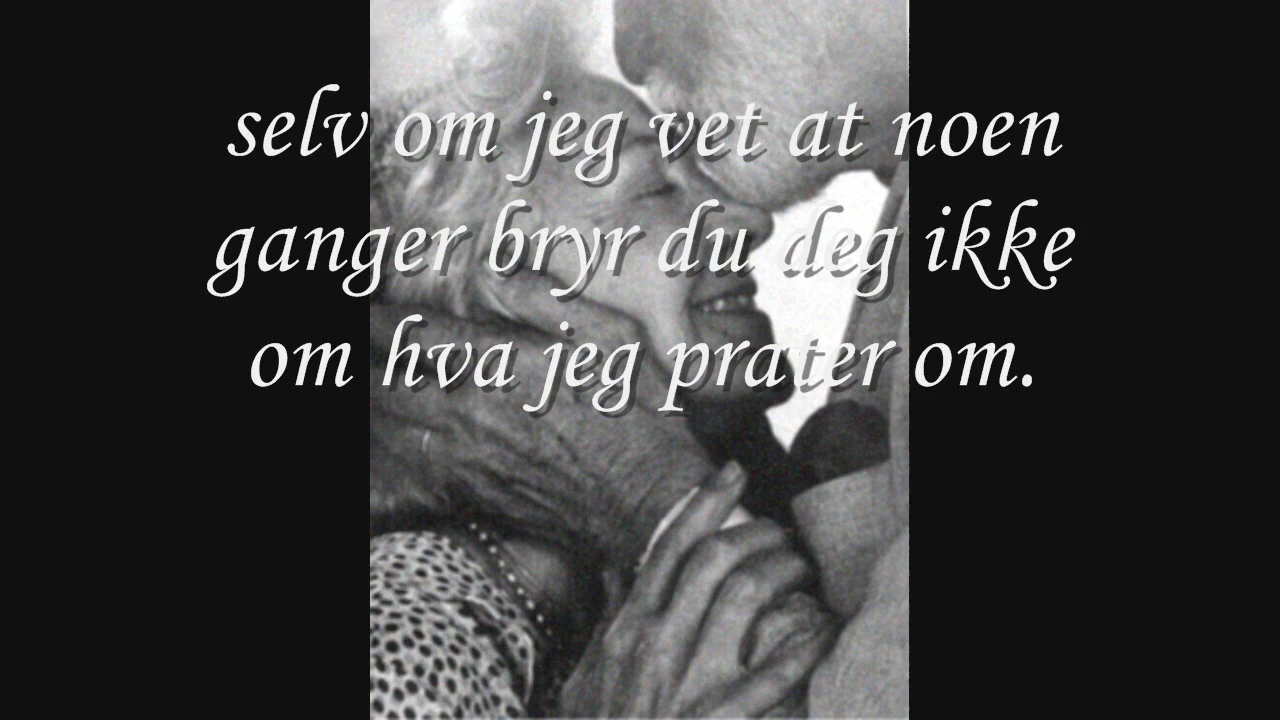 selv om jeg vet at noen
ganger bryr du deg ikke
om hva jeg prater om.